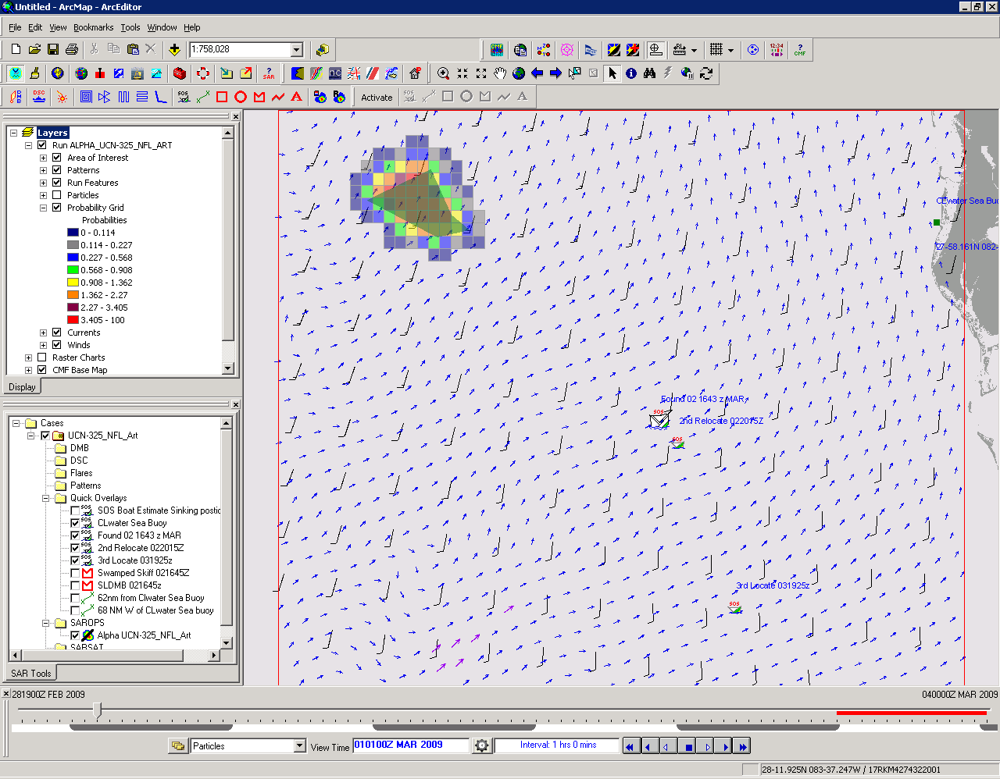 Untitled - ArcMap - ArcEditor
File Edit View Bookmarks Tools Window Help
1:758,028
Activate
Layers
Run ALPHA_UCN-325_NFL_ART
Area of Interest
Patterns
Run Features
Particles
Probability Grid
Probabilities
0 - 0.114
0.114 - 0.227
0.227 - 0.568
0.568 - 0.908
0.908 - 1.362
1.362 - 2.27
2.27 - 3.405
3.405 - 100
Currents
Winds
Raster Charts
CMF Base Map
Display
Cases
UCN-325_NFL_Art
DMB
DSC
Flares
Patterns
Quick Overlays
SOS Boat Estimate Sinking postic
CLwater Sea Buoy
Found 02 1643 z MAR
2nd Relocate 022015Z
3rd Locate 031925z
Swamped Skiff 021645Z
SLDMB 021645z
62nm from Clwater Sea Buoy
68 NM W of CLwater Sea buoy
SAROPS
Alpha UCN-325_NFL_Art
SARSAT
SAR Tools
CLwater Sea Buo
27-58.161N 082-
Found 02 1643 z MAR
SOS
2nd Relocate 022015Z
SOS
3rd Locate 031925z
SOS
281900Z FEB 2009
040000Z MAR 2009
Particles
View Time
010100Z MAR 2009
Interval: 1 hrs 0 mins
28-11.925N 083-37.247W / 17RKM4274322001